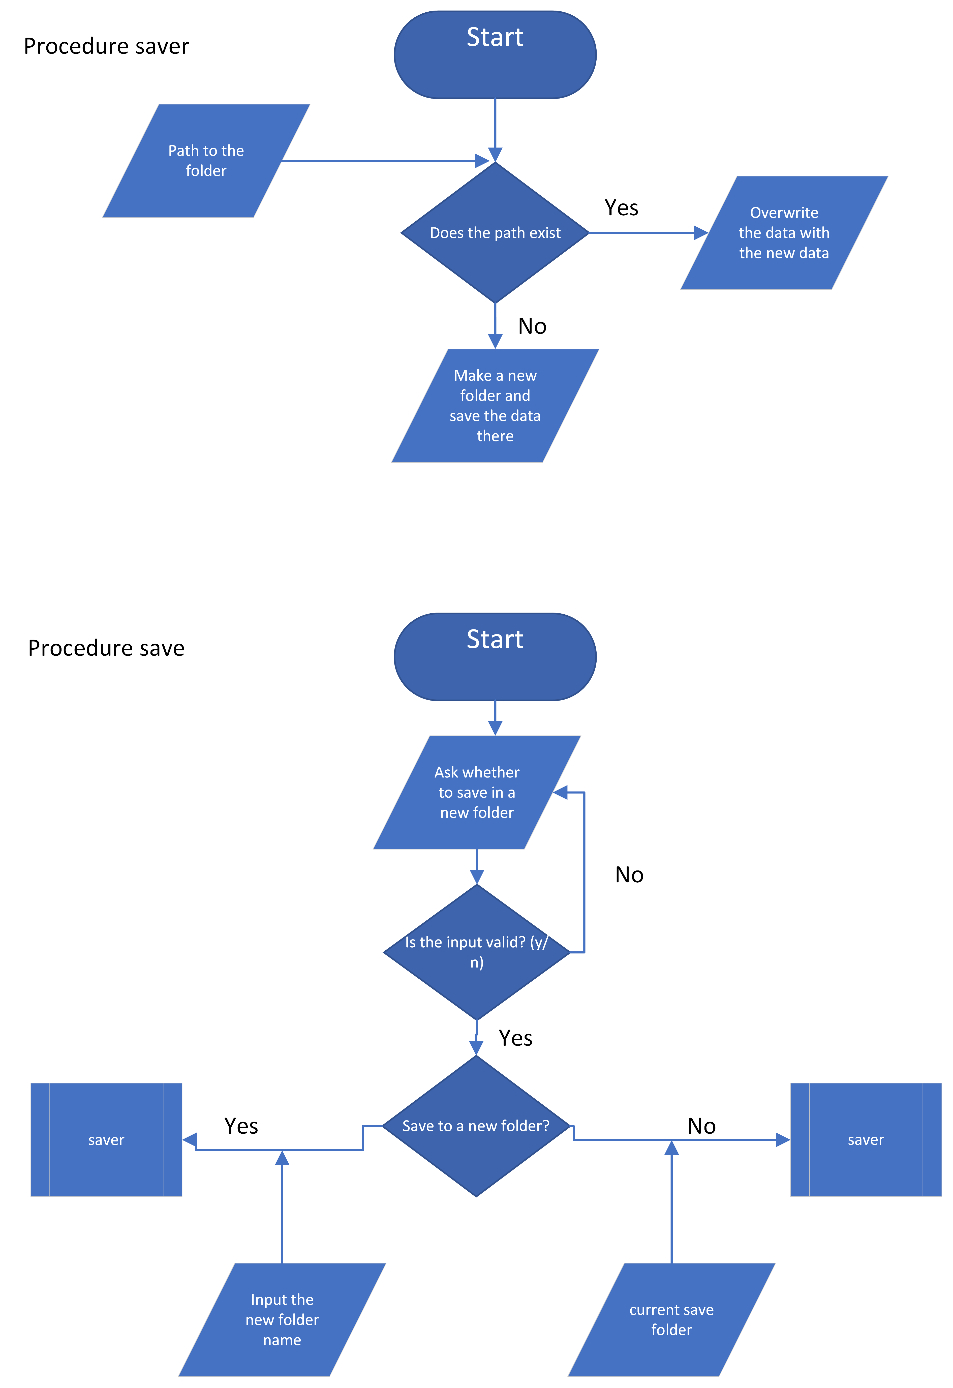 Start
Procedure saver
Path to the
folder
Does the path exist
Yes
Overwrite
the data with
the new data
No
Make a new
folder and
save the data
there
Start
Procedure save
Ask whether
to save in a
new folder
No
Is the input valid? (y/
n)
Yes
Save to a new folder?
Yes
No
saver
saver
Input the
new folder
name
current save
folder